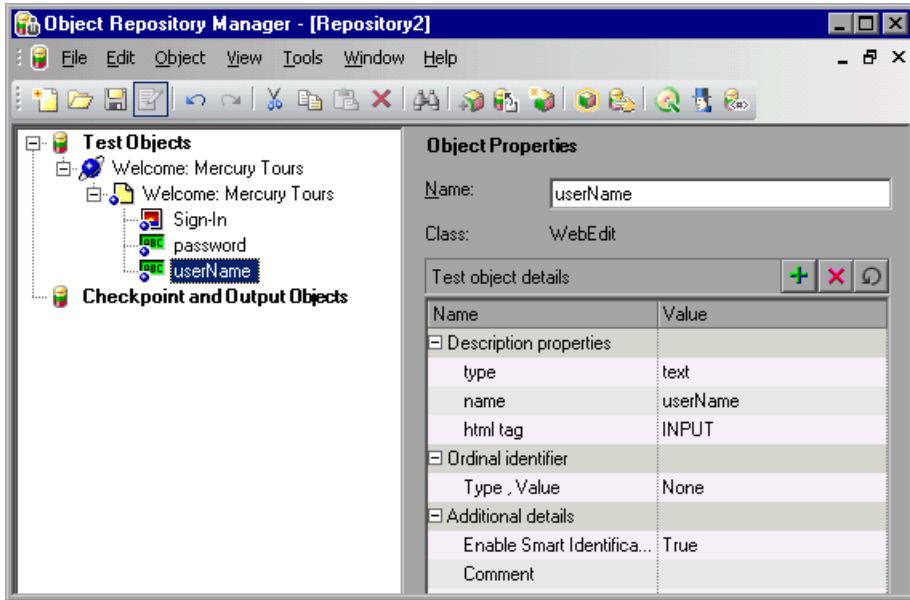 Object Repository Manager - [Repository2]
File Edit Object View Tools Window Help
Test Objects
Welcome: Mercury Tours
Welcome: Mercury Tours
Sign-In
password
userName
Checkpoint and Output Objects
Object Properties
Name: userName
Class: WebEdit
Test object details
Name Value
Description properties
type text
name userName
html tag INPUT
Ordinal identifier
Type , Value None
Additional details
Enable Smart Identifica... True
Comment